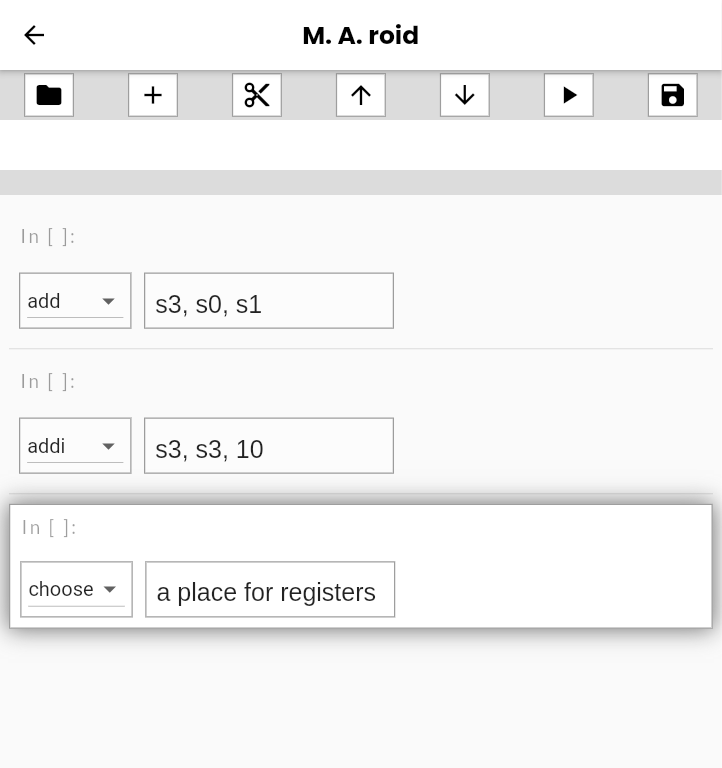 M. A. roid
In [ ]:
add s3, s0, s1
In [ ]:
addi s3, s3, 10
In [ ]:
choose a place for registers